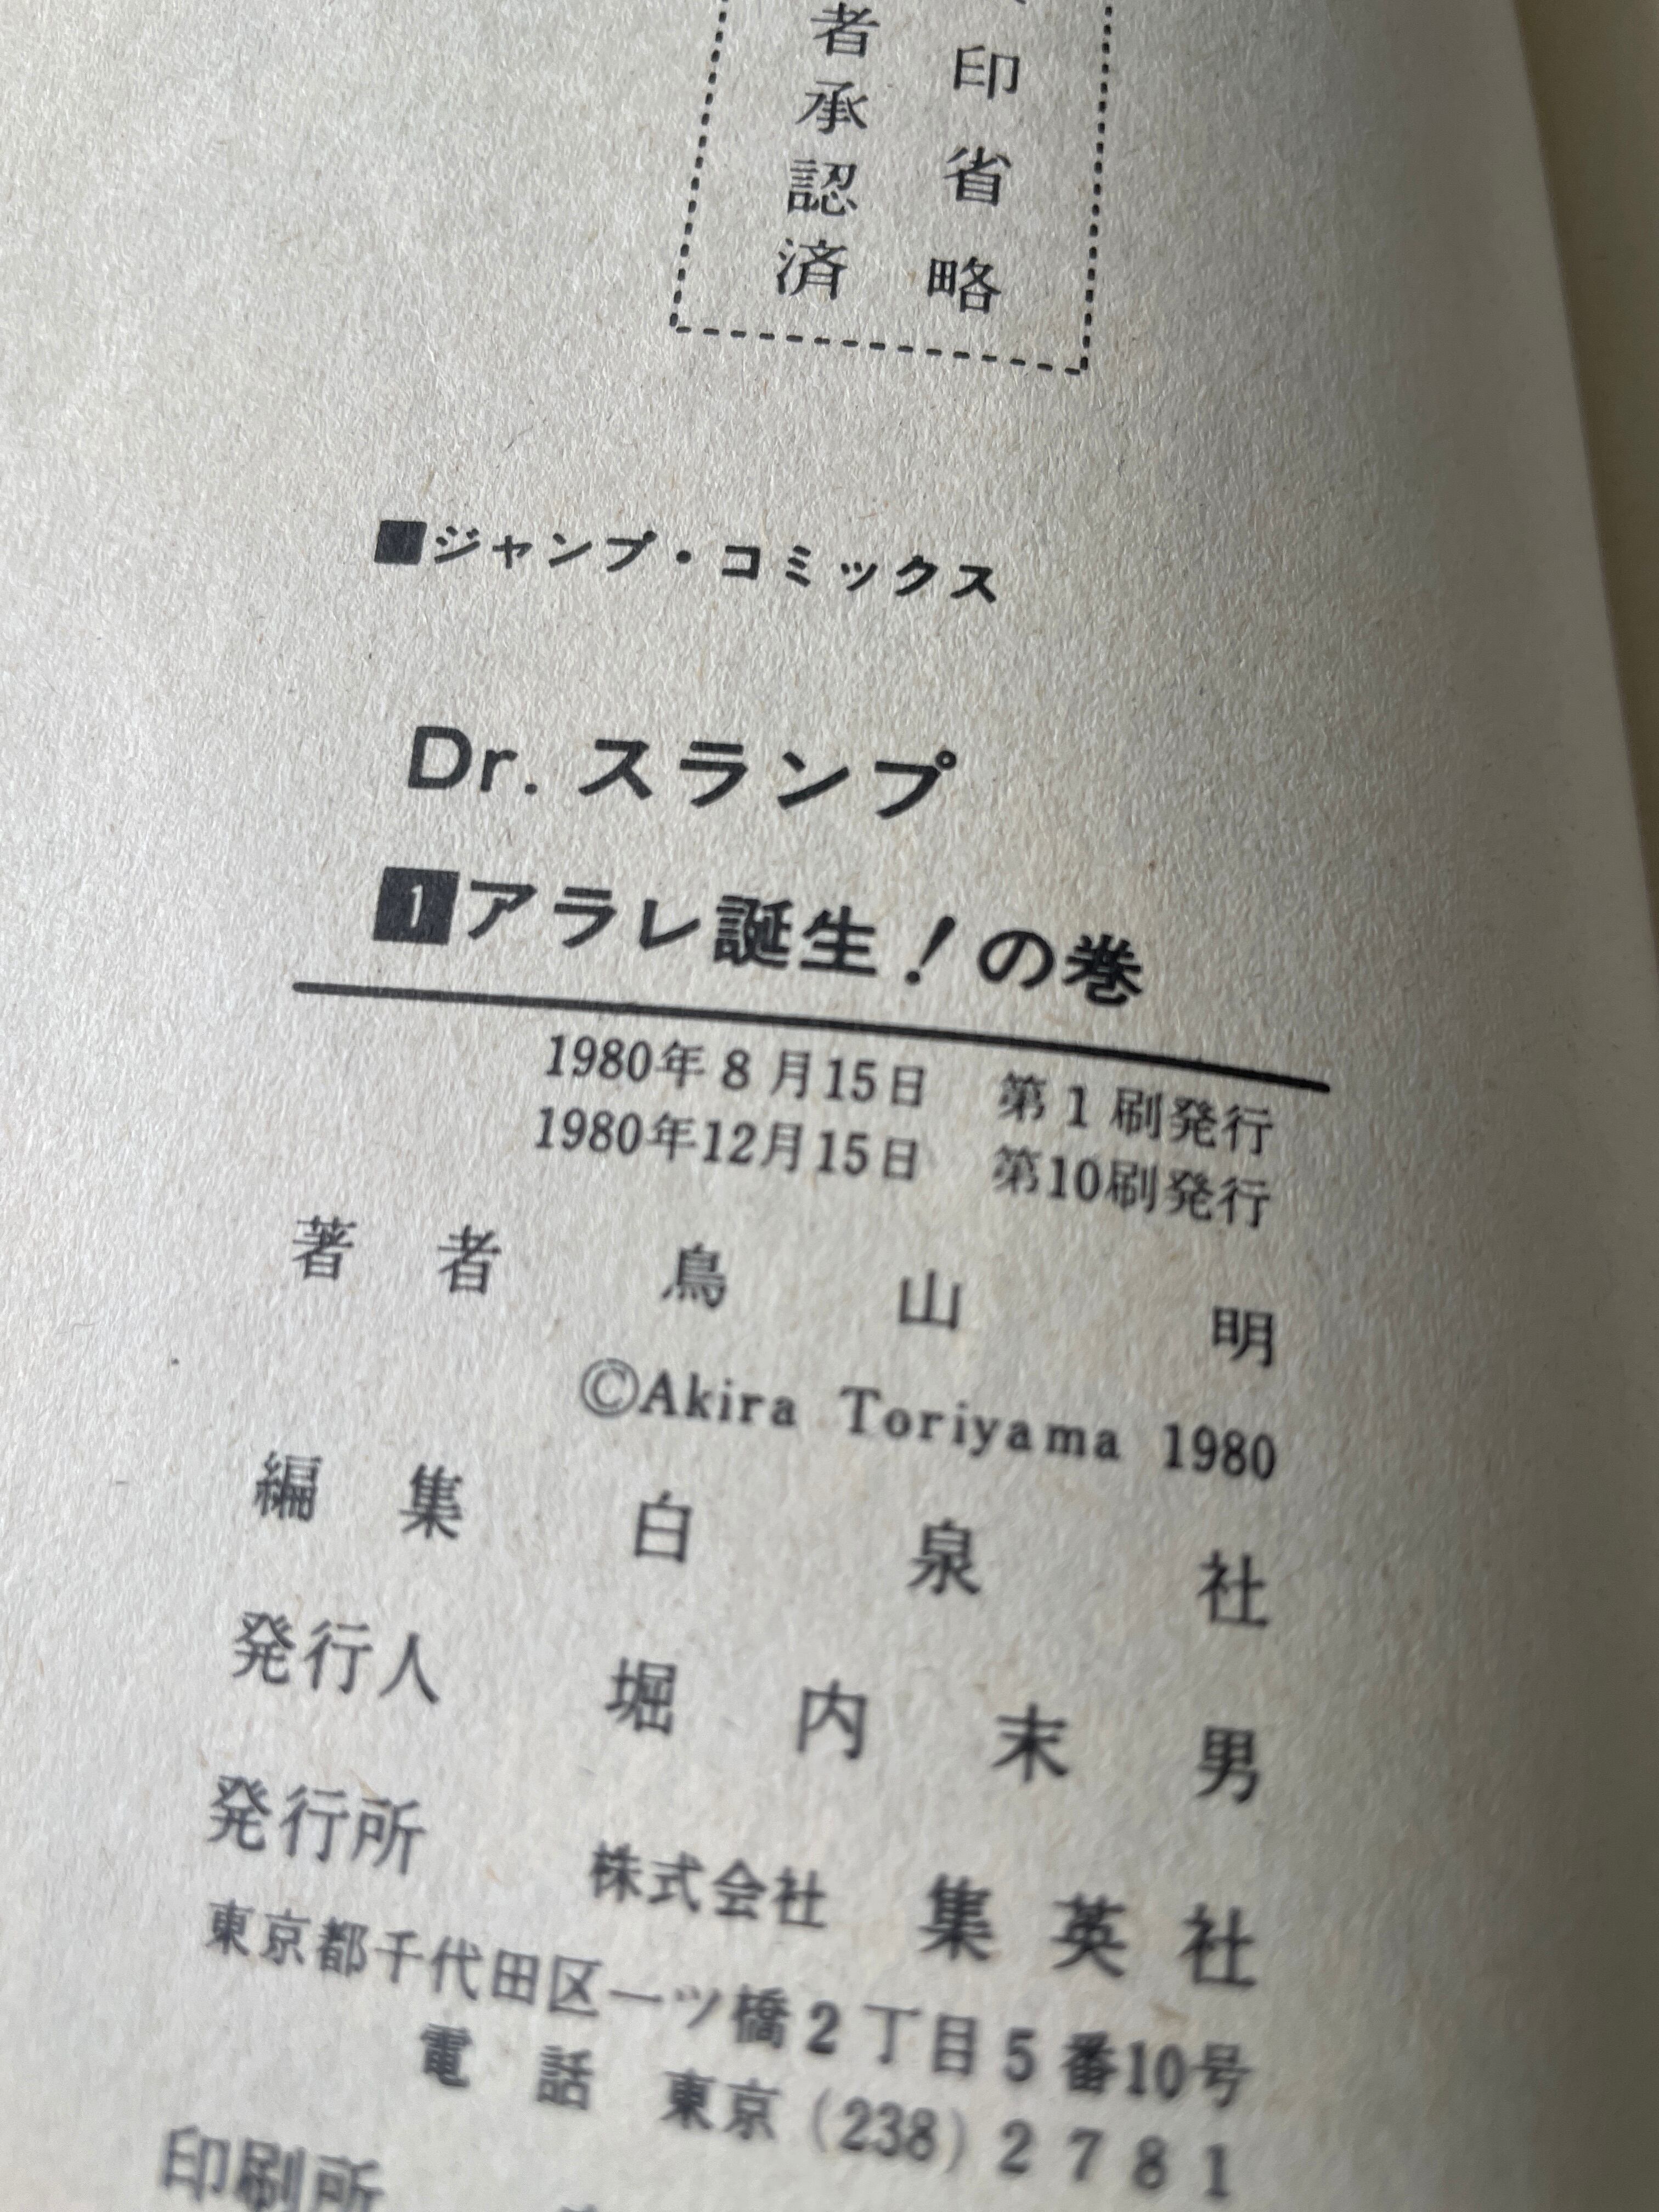 印省略
者承認済
■ジャンプ・コミックス
Dr.スランプ
1アラレ誕生!の巻
1980年8月15日 第1刷発行
1980年12月15日 第10刷発行
著者 鳥山明
©Akira Toriyama 1980
編集 白泉社
発行人 堀内末男
発行所 株式会社 集英社
東京都千代田区一ツ橋2丁目5番10号
電話 東京(238)2781
印刷所